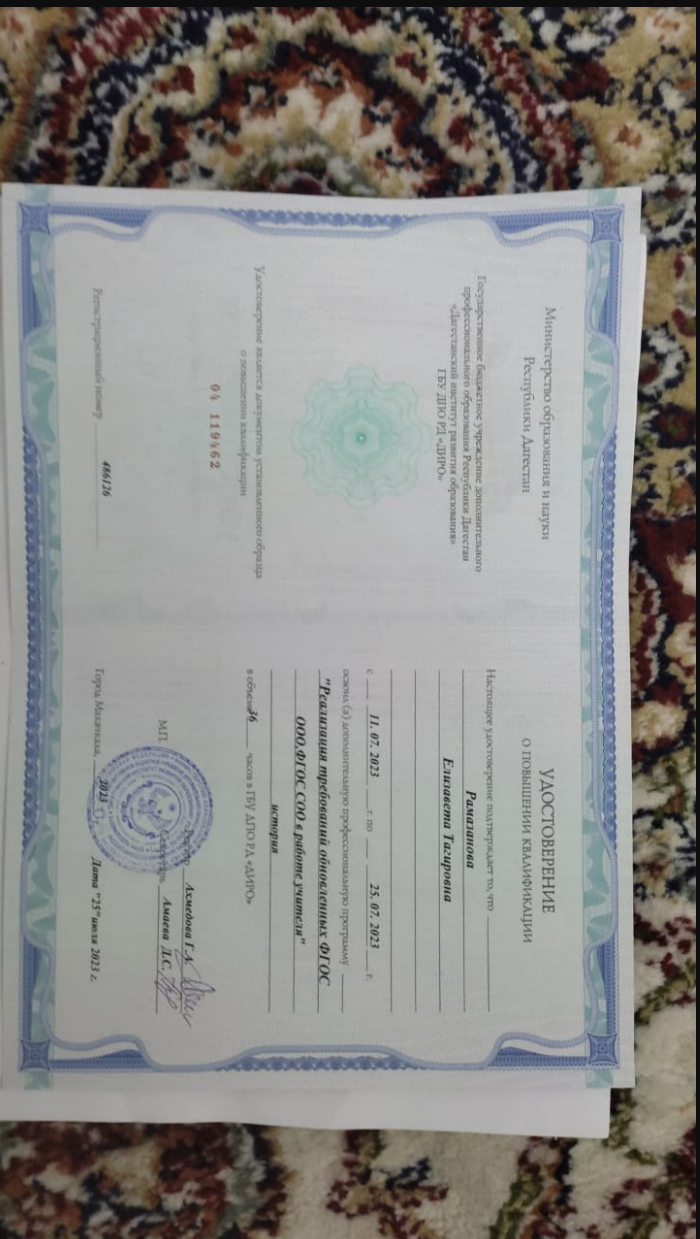 Министерство образования и науки
Республики Дагестан
Государственное бюджетное учреждение дополнительного
профессионального образования Республики Дагестан
«Дагестанский институт развития образования»
ГБУ ДПО РД «ДИРО»
Удостоверение является документом установленного образца
о повышении квалификации
04 119462
Регистрационный номер 486126
УДОСТОВЕРЕНИЕ
О ПОВЫШЕНИИ КВАЛИФИКАЦИИ
Настоящее удостоверение подтверждает то, что
Рамазанова
Елизавета Тагировна
с 11. 07. 2023 г. по 25. 07. 2023 г.
освоил (а) дополнительную профессиональную программу
"Реализация требований обновленных ФГОС
ООО,ФГОС СОО в работе учителя"
история
в объеме 36 часов в ГБУ ДПО РД «ДИРО»
Ректор Ахмедова Г.А.
М.П.
Секретарь Амаева Д.С.
Город Махачкала, 2023 Дата "25" июля 2023 г.